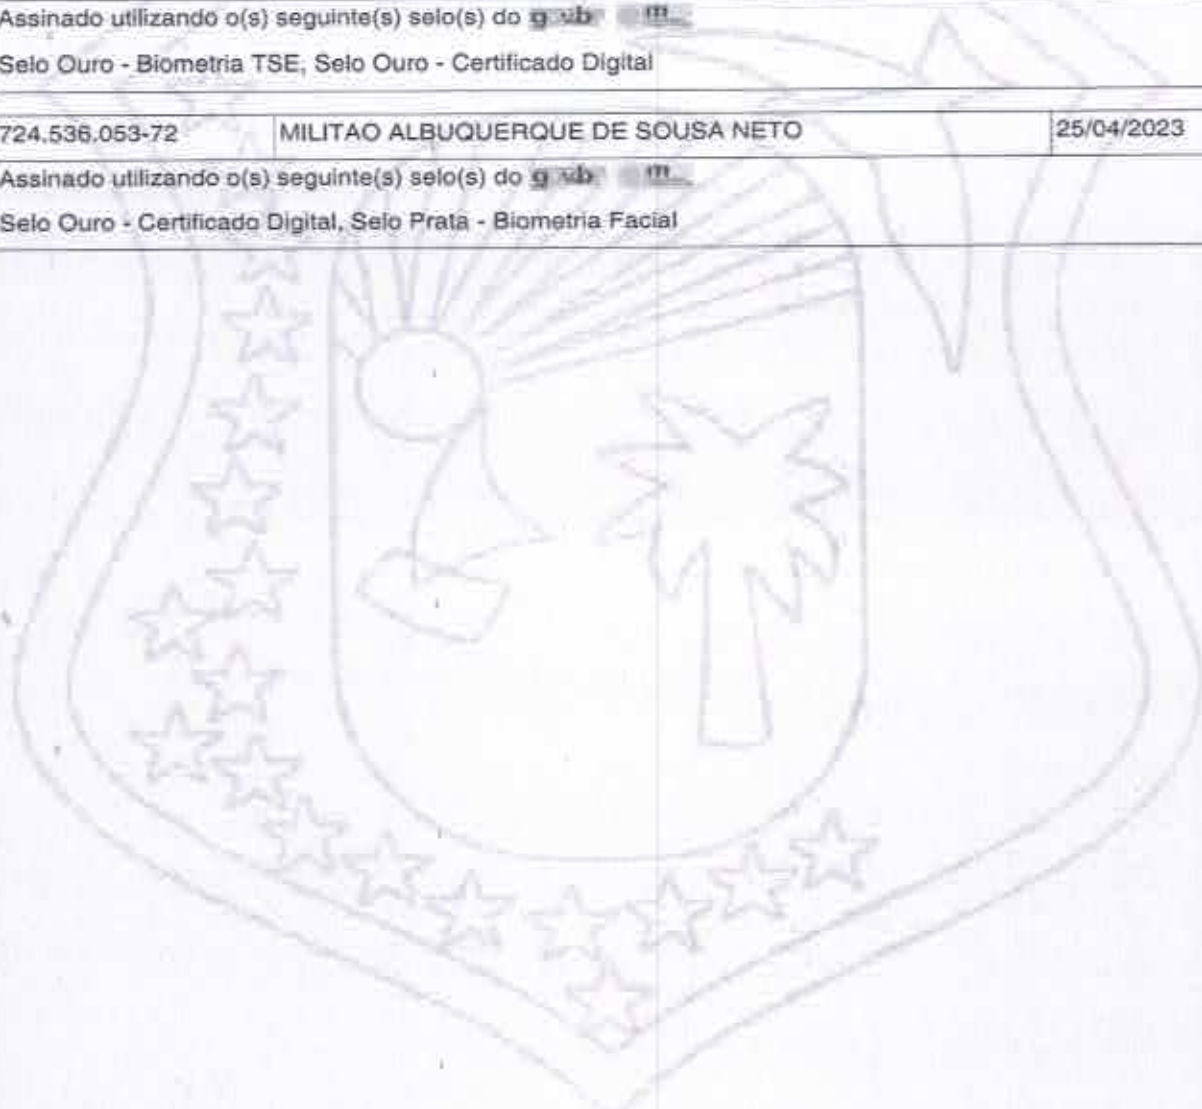 Assinado utilizando o(s) seguinte(s) selo(s) do
Selo Ouro - Biometria TSE, Selo Ouro - Certificado Digital
724.536.053-72 MILITAO ALBUQUERQUE DE SOUSA NETO 25/04/2023
Assinado utilizando o(s) seguinte(s) selo(s) do
Selo Ouro - Certificado Digital, Selo Prata - Biometria Facial